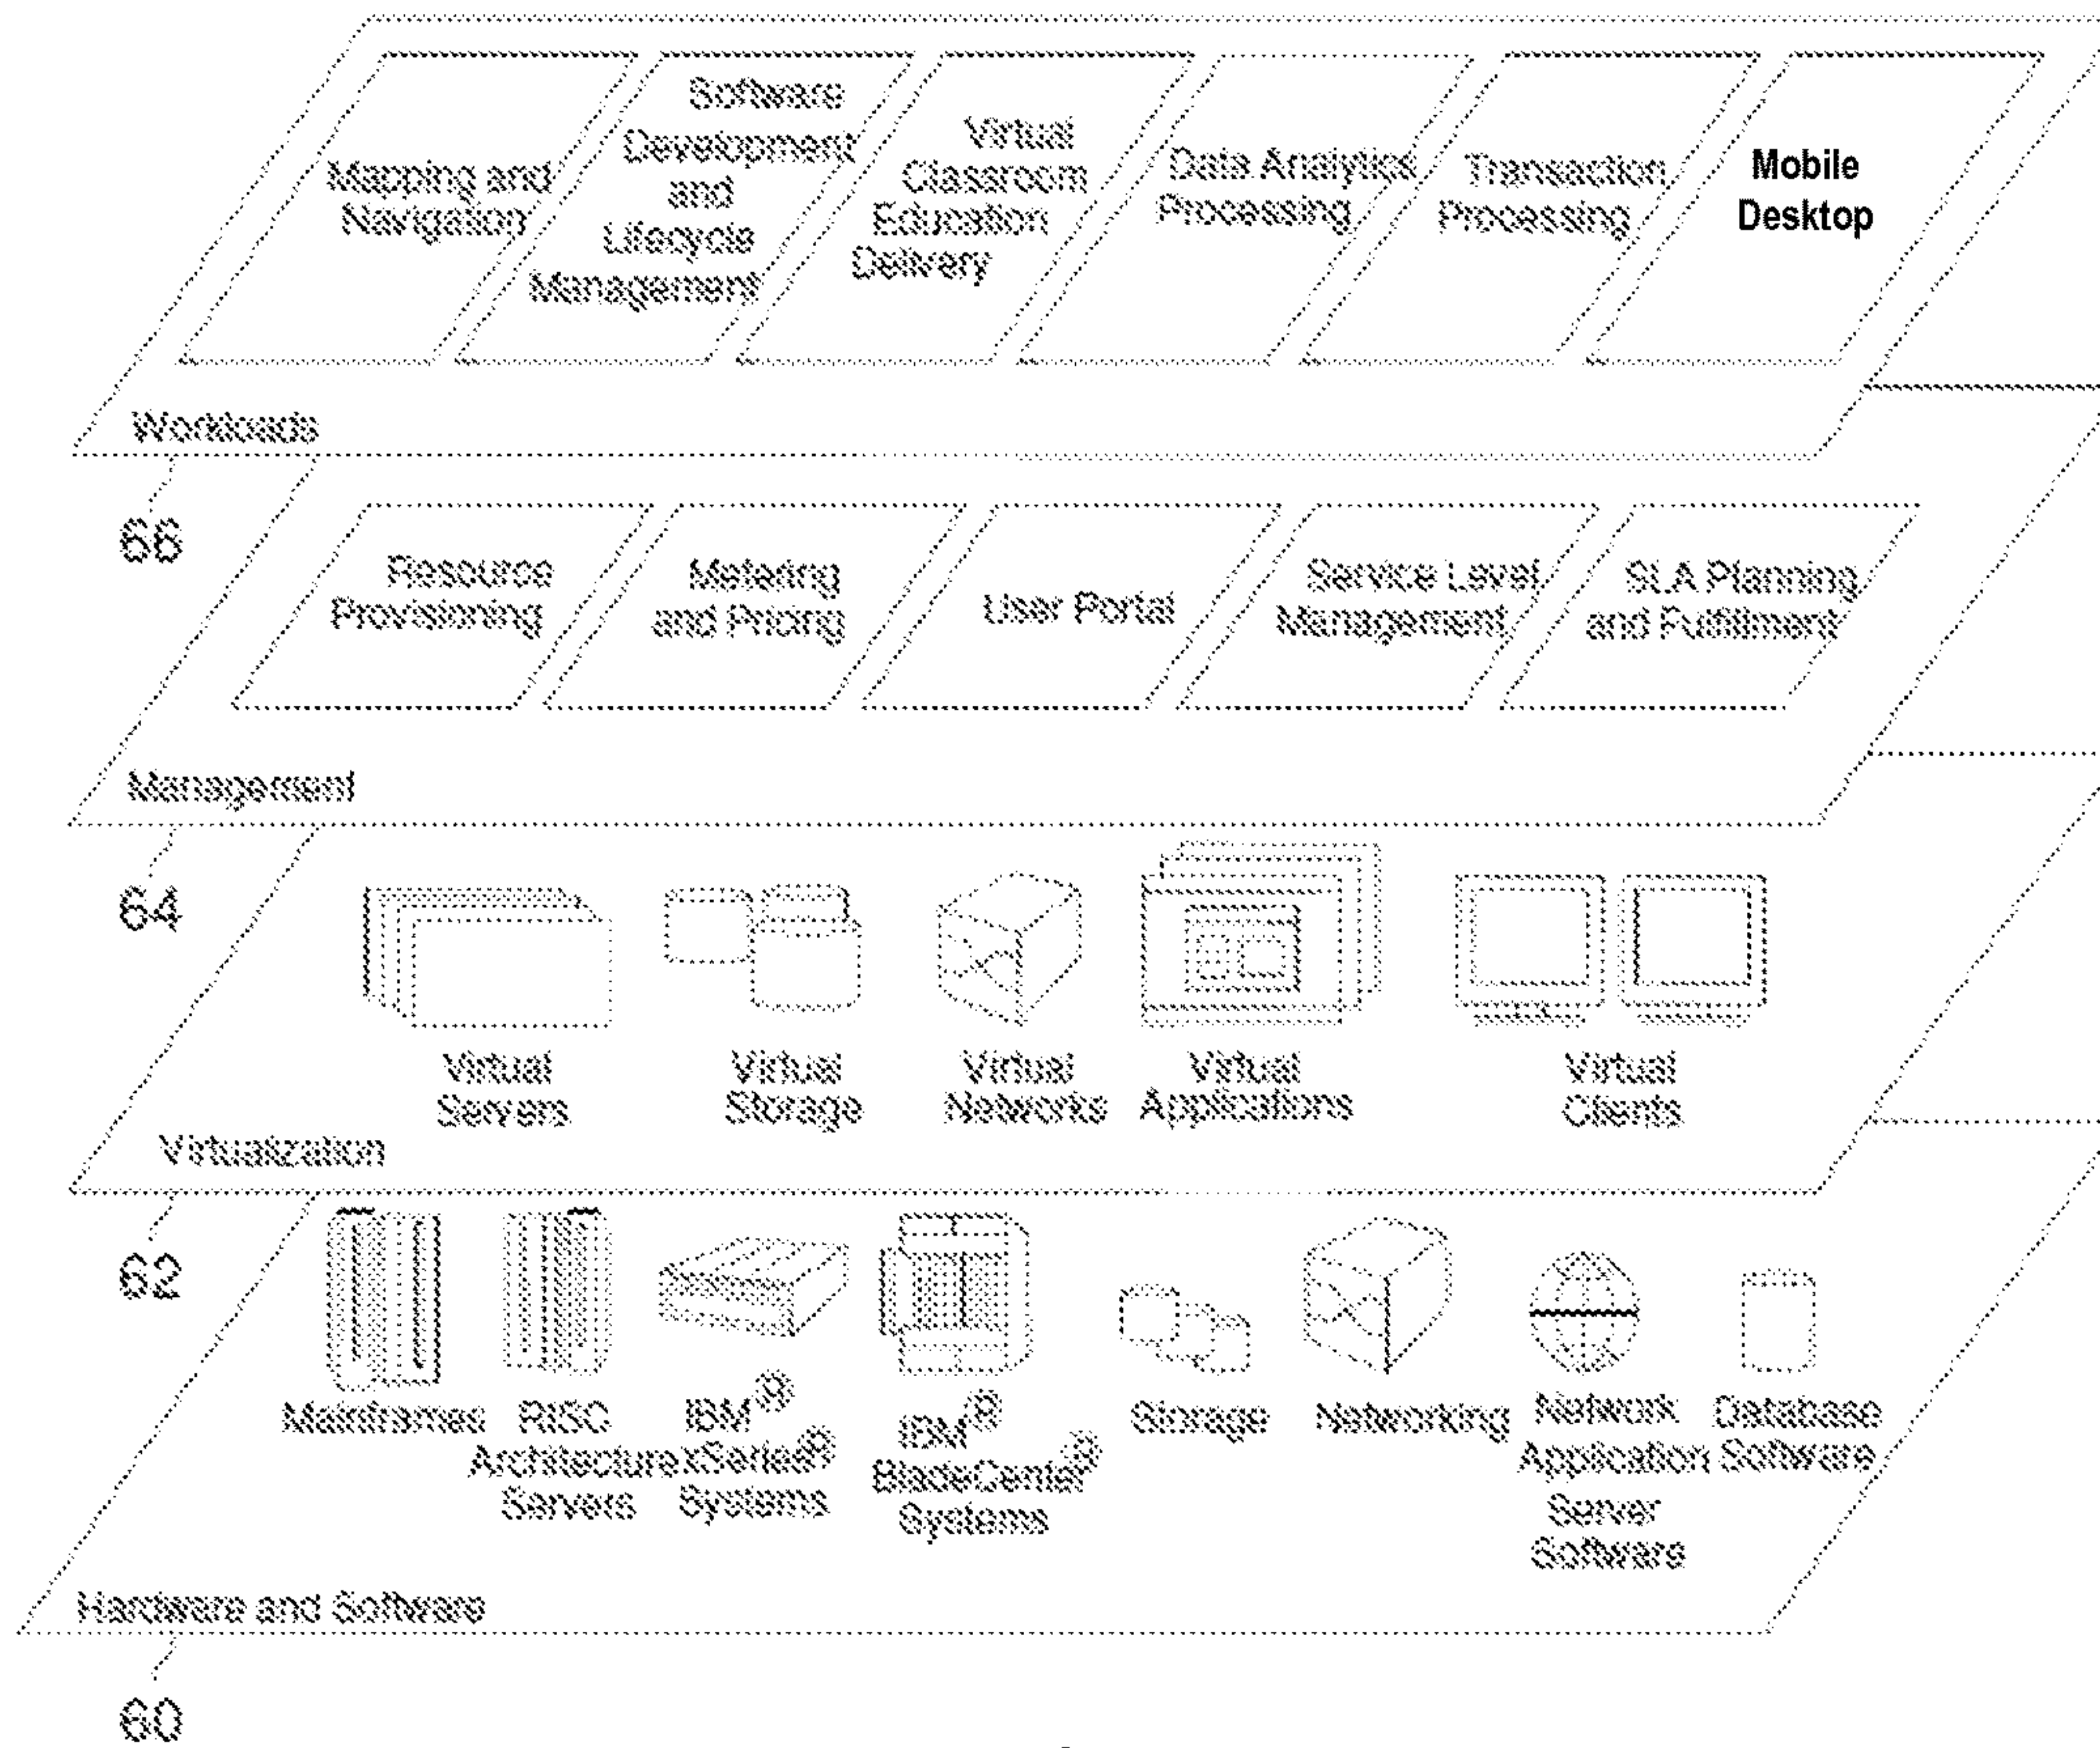 Mapping and
Navigation
Software
Development
and
Lifecycle
Management
Virtual
Classroom
Education
Delivery
Data Analytics
Processing
Transaction
Processing
Mobile
Desktop
Workloads
66
Resource
Provisioning
Metering
and Pricing
User Portal
Service Level
Management
SLA Planning
and Fulfillment
Management
64
Virtual
Servers
Virtual
Storage
Virtual
Networks
Virtual
Applications
Virtual
Clients
Virtualization
62
Mainframes
RISC
Architecture
Servers
IBM®
xSeries®
Systems
IBM®
BladeCenter®
Systems
Storage
Networking
Network
Application
Server
Software
Database
Software
Hardware and Software
60